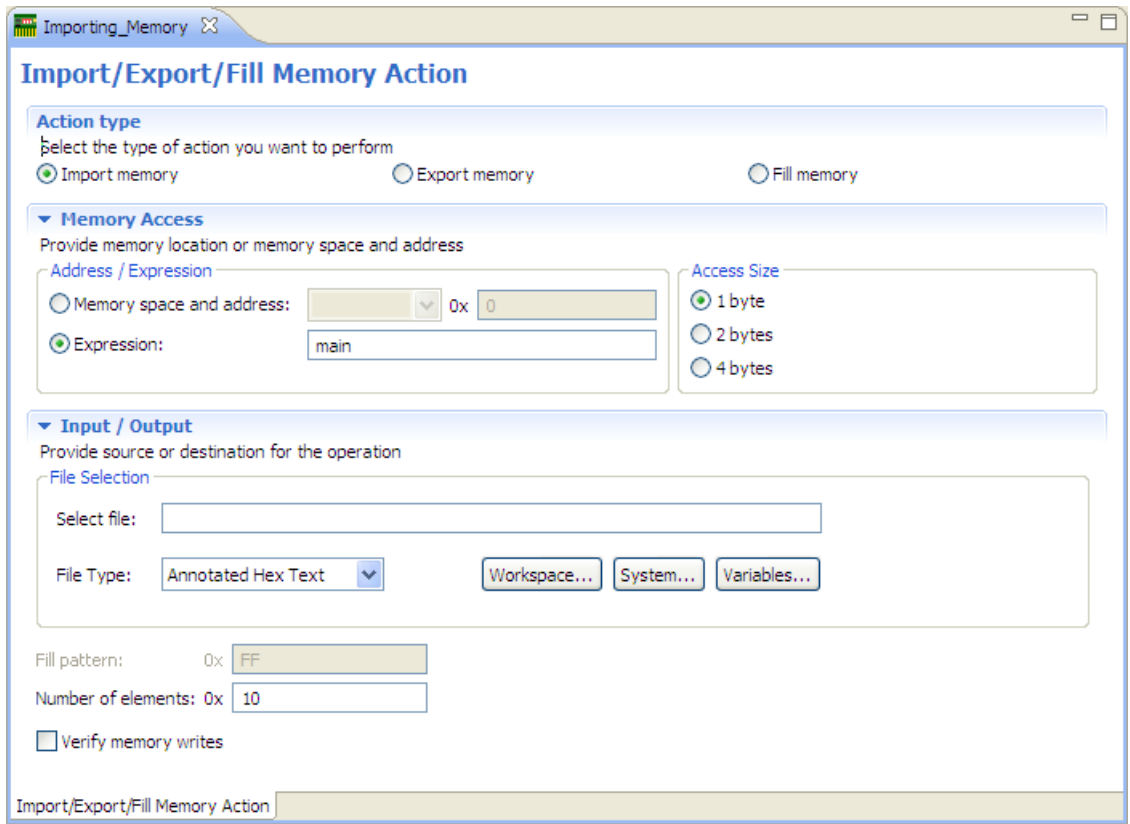 Importing_Memory
Import/Export/Fill Memory Action
Action type
Select the type of action you want to perform
Import memory Export memory Fill memory
Memory Access
Provide memory location or memory space and address
Address / Expression Access Size
Memory space and address: 0x 0 1 byte
2 bytes
Expression: main
4 bytes
Input / Output
Provide source or destination for the operation
File Selection
Select file:
File Type: Annotated Hex Text Workspace... System... Variables...
Fill pattern: 0x FF
Number of elements: 0x 10
Verify memory writes
Import/Export/Fill Memory Action